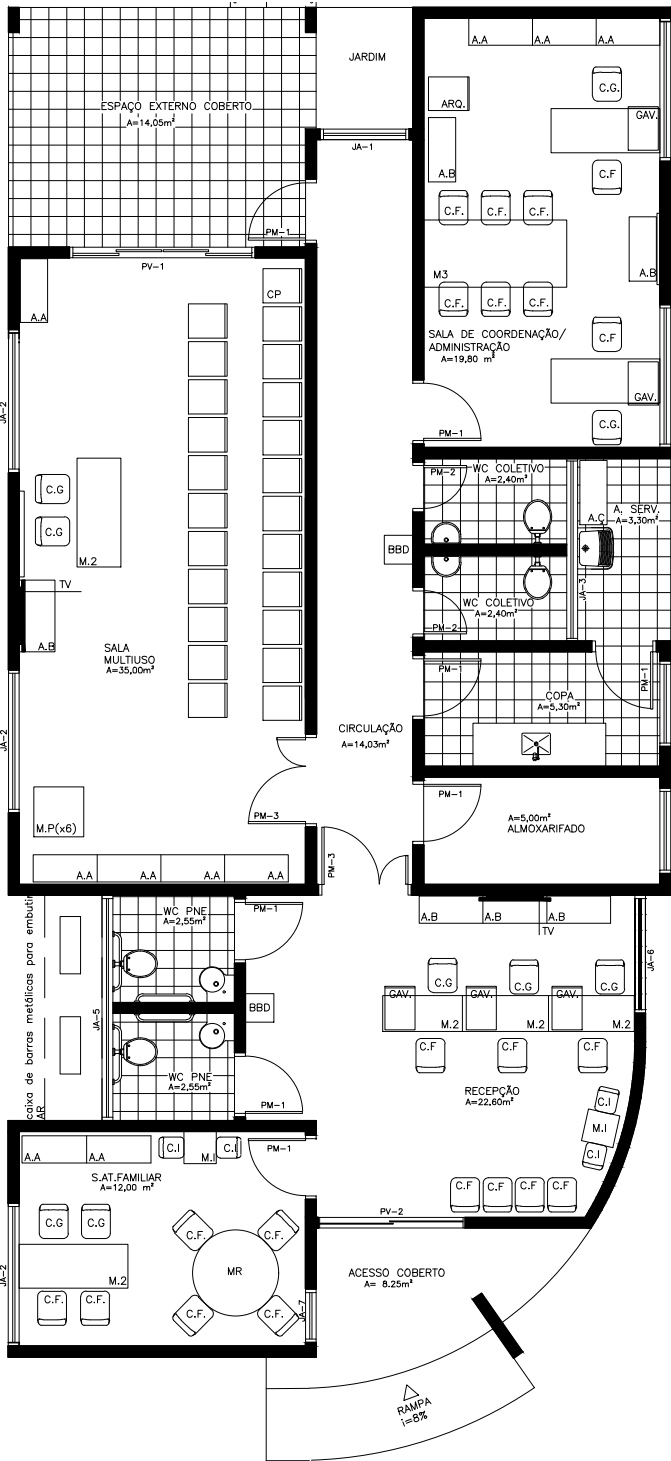 JARDIM
A.A
A.A
A.A
ESPAÇO EXTERNO COBERTO
A=14,05m²
ARQ.
C.G.
GAV.
JA-1
A.B
C.F
C.F.
C.F.
C.F.
PM-1
PV-1
M3
A.B
CP
A.A
C.F.
C.F.
C.F.
SALA DE COORDENAÇÃO/
ADMINISTRAÇÃO
A=19,80 m²
C.F
GAV.
JA-2
PM-1
C.G.
C.G
C.G
M.2
PM-2
WC COLETIVO
A=2,40m²
A. SERV.
A=3,30m²
A.C
BBD
TV
A.B
JA-3
WC COLETIVO
A=2,40m²
PM-2
SALA
MULTIUSO
A=35,00m²
PM-1
PM-1
COPA
A=5,30m²
JA-2
CIRCULAÇÃO
A=14,03m²
PM-1
M.P(x6)
PM-3
A=5,00m²
ALMOXARIFADO
PM-3
A.A
A.A
A.A
A.A
caixa de barras metálicas para embutir
AR
WC PNE
A=2,55m²
PM-1
A.B
A.B
A.B
TV
JA-6
C.G
C.G
C.G
GAV.
GAV.
GAV.
M.2
M.2
M.2
BBD
JA-5
C.F
C.F
C.F
WC PNE
A=2,55m²
PM-1
RECEPÇÃO
A=22,60m²
C.I
M.I
C.I
A.A
A.A
C.I
M.I
C.I
PM-1
S.AT.FAMILIAR
A=12,00 m²
C.F
C.F
C.F
C.F
C.G
C.G
PV-2
C.F.
C.F.
JA-2
M.2
MR
ACESSO COBERTO
A= 8.25m²
C.F.
C.F.
C.F.
C.F.
JA-7
RAMPA
i=8%